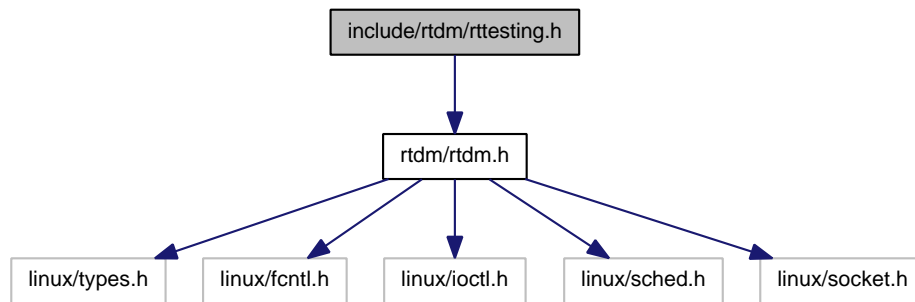 include/rtdm/rttesting.h
rtdm/rtdm.h
linux/types.h
linux/fcntl.h
linux/ioctl.h
linux/sched.h
linux/socket.h